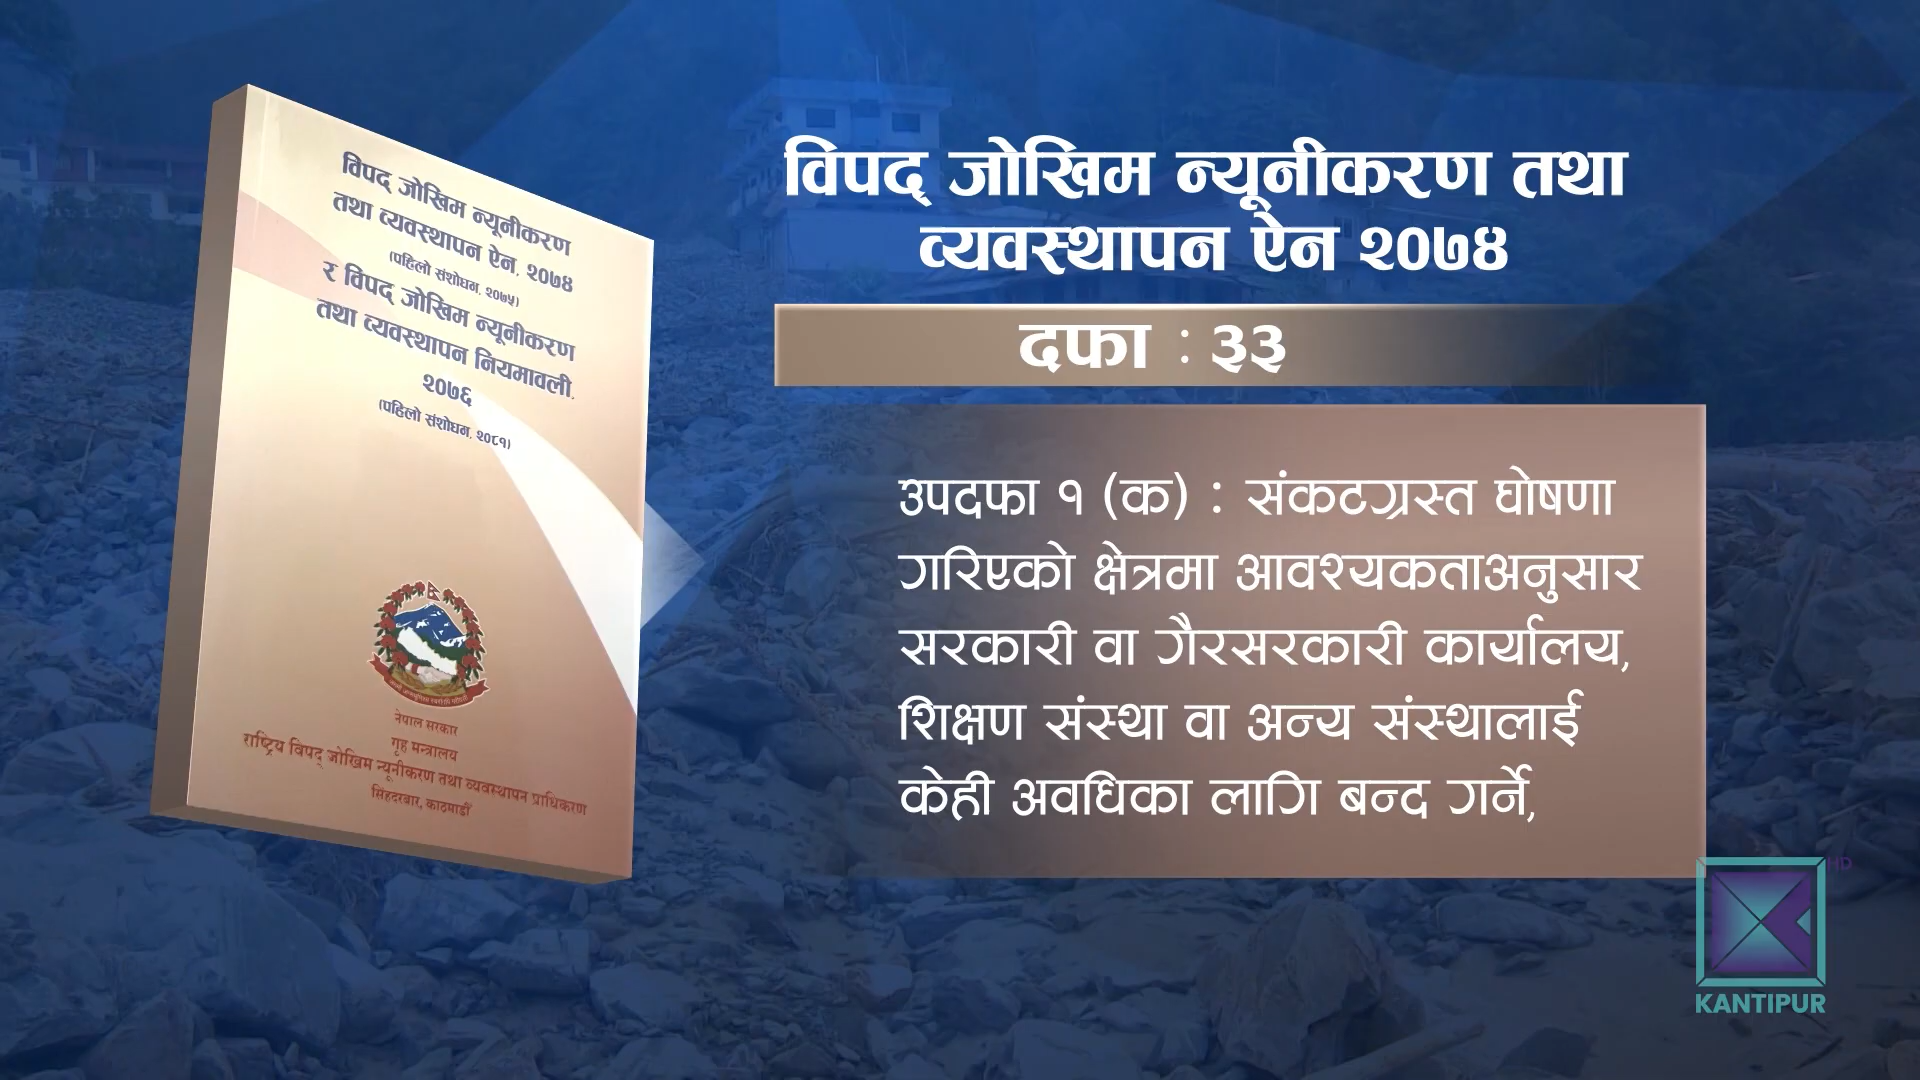 विपद् जोखिम न्यूनीकरण
तथा व्यवस्थापन ऐन, २०७४
(पहिलो संशोधन, २०७५)
र विपद् जोखिम न्यूनीकरण
तथा व्यवस्थापन नियमावली,
२०७६
(पहिलो संशोधन, २०८१)
नेपाल सरकार
गृह मन्त्रालय
राष्ट्रिय विपद् जोखिम न्यूनीकरण तथा व्यवस्थापन प्राधिकरण
सिंहदरबार, काठमाडौं
विपद् जोखिम न्यूनीकरण तथा
व्यवस्थापन ऐन २०७४
दफा : ३३
उपदफा १ (क) : संकटग्रस्त घोषणा
गरिएको क्षेत्रमा आवश्यकताअनुसार
सरकारी वा गैरसरकारी कार्यालय,
शिक्षण संस्था वा अन्य संस्थालाई
केही अवधिका लागि बन्द गर्ने,
HD
KANTIPUR